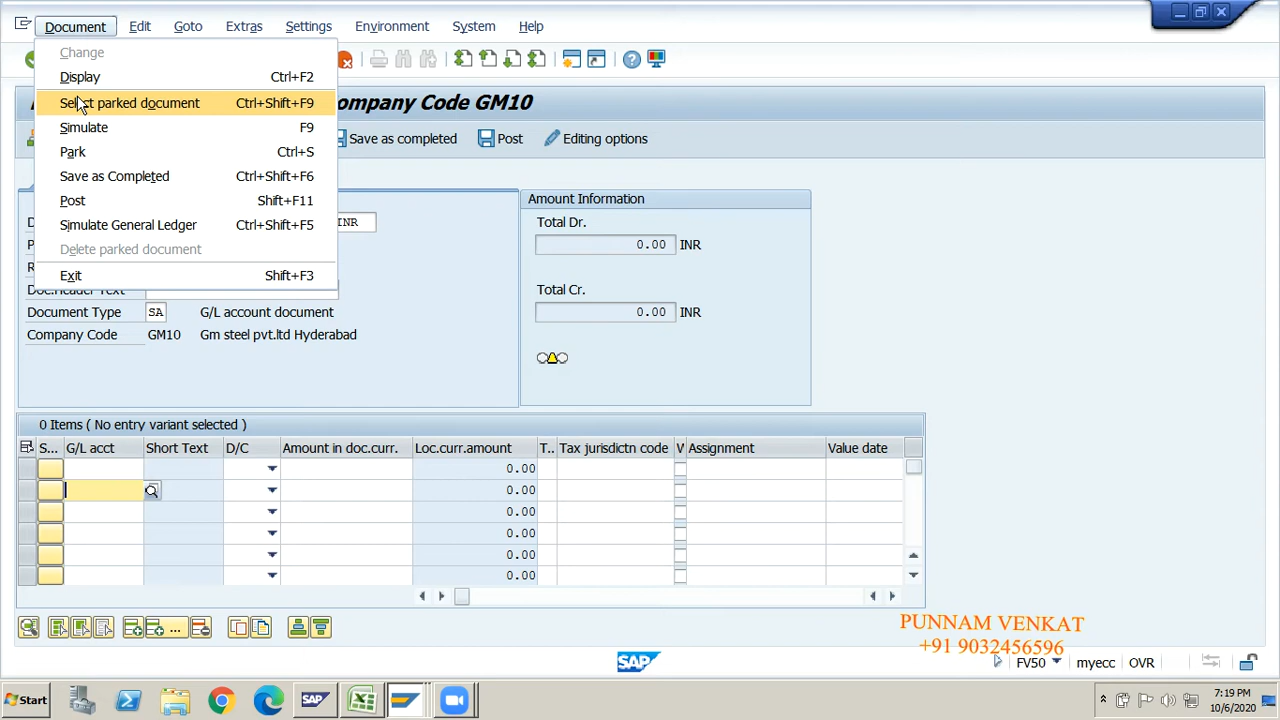 Document Edit Goto Extras Settings Environment System Help
Change
Display Ctrl+F2
Select parked document Ctrl+Shift+F9
Simulate F9
Park Ctrl+S
Save as Completed Ctrl+Shift+F6
Post Shift+F11
Simulate General Ledger Ctrl+Shift+F5
Delete parked document
Exit Shift+F3
ompany Code GM10
Save as completed Post Editing options
Amount Information
INR
Total Dr.
0.00 INR
Total Cr.
0.00 INR
Doc.Header Text
Document Type SA G/L account document
Company Code GM10 Gm steel pvt.ltd Hyderabad
0 Items ( No entry variant selected )
S... G/L acct Short Text D/C Amount in doc.curr. Loc.curr.amount T.. Tax jurisdictn code V Assignment Value date
0.00
0.00
0.00
0.00
0.00
0.00
...
PUNNAM VENKAT
+91 9032456596
SAP FV50 myecc OVR
Start SAP 7:19 PM
10/6/2020